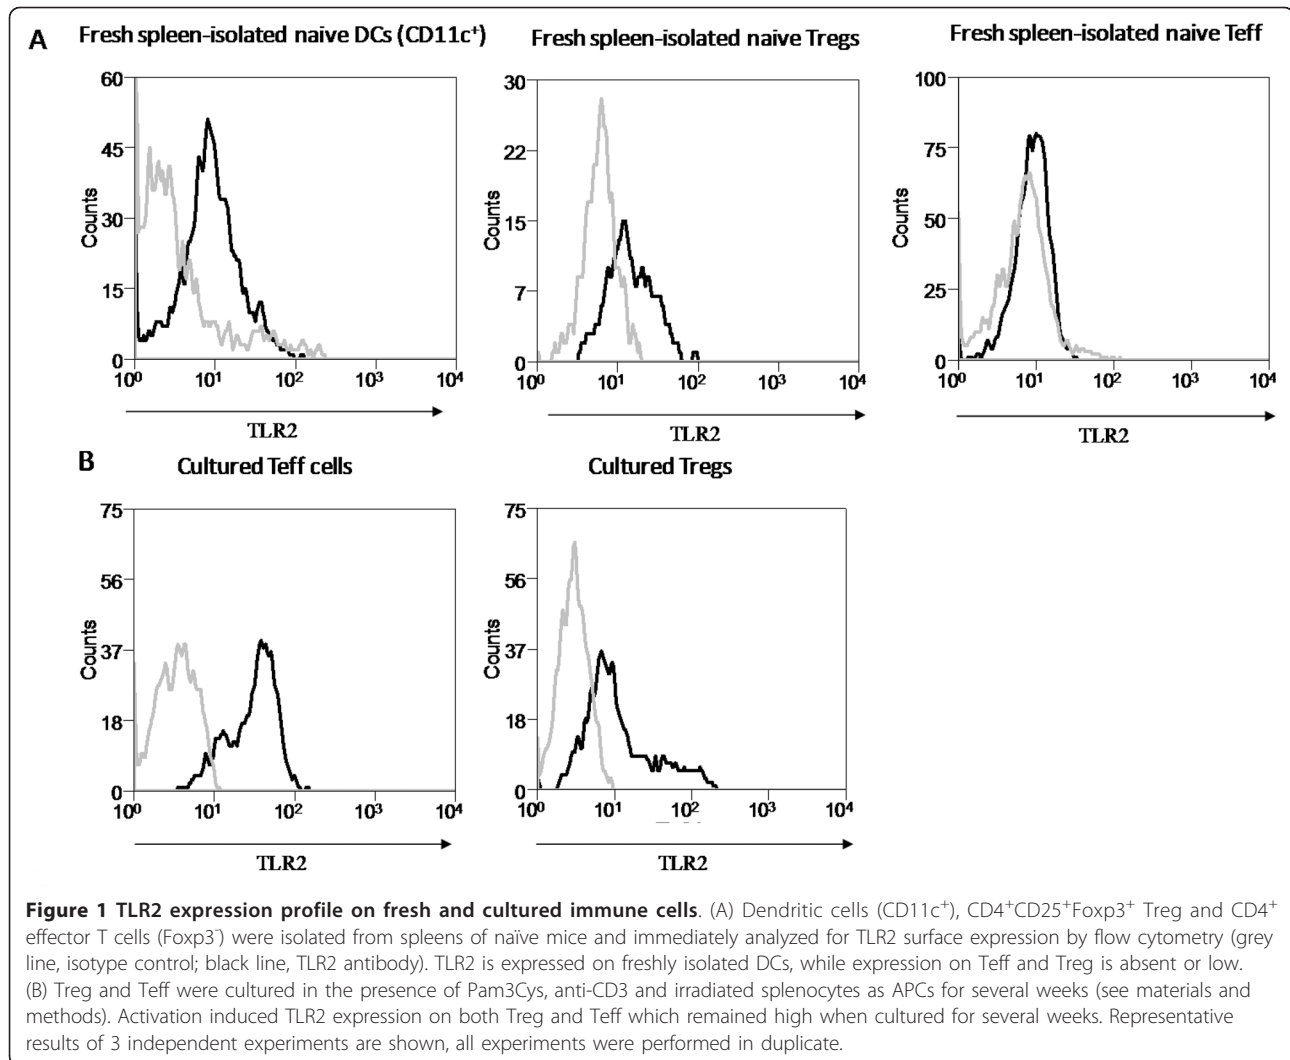 A
Fresh spleen-isolated naive DCs (CD11c⁺)
Fresh spleen-isolated naive Tregs
Fresh spleen-isolated naive Teff
60
45
30
15
0
Counts
10⁰ 10¹ 10² 10³ 10⁴
TLR2
30
22
15
7
0
Counts
10⁰ 10¹ 10² 10³ 10⁴
TLR2
100
75
50
25
0
Counts
10⁰ 10¹ 10² 10³ 10⁴
TLR2
B
Cultured Teff cells
Cultured Tregs
75
56
37
18
0
Counts
10⁰ 10¹ 10² 10³ 10⁴
TLR2
75
56
37
18
0
Counts
10⁰ 10¹ 10² 10³ 10⁴
TLR2
Figure 1 TLR2 expression profile on fresh and cultured immune cells. (A) Dendritic cells (CD11c⁺), CD4⁺CD25⁺Foxp3⁺ Treg and CD4⁺
effector T cells (Foxp3⁻) were isolated from spleens of naïve mice and immediately analyzed for TLR2 surface expression by flow cytometry (grey
line, isotype control; black line, TLR2 antibody). TLR2 is expressed on freshly isolated DCs, while expression on Teff and Treg is absent or low.
(B) Treg and Teff were cultured in the presence of Pam3Cys, anti-CD3 and irradiated splenocytes as APCs for several weeks (see materials and
methods). Activation induced TLR2 expression on both Treg and Teff which remained high when cultured for several weeks. Representative
results of 3 independent experiments are shown, all experiments were performed in duplicate.